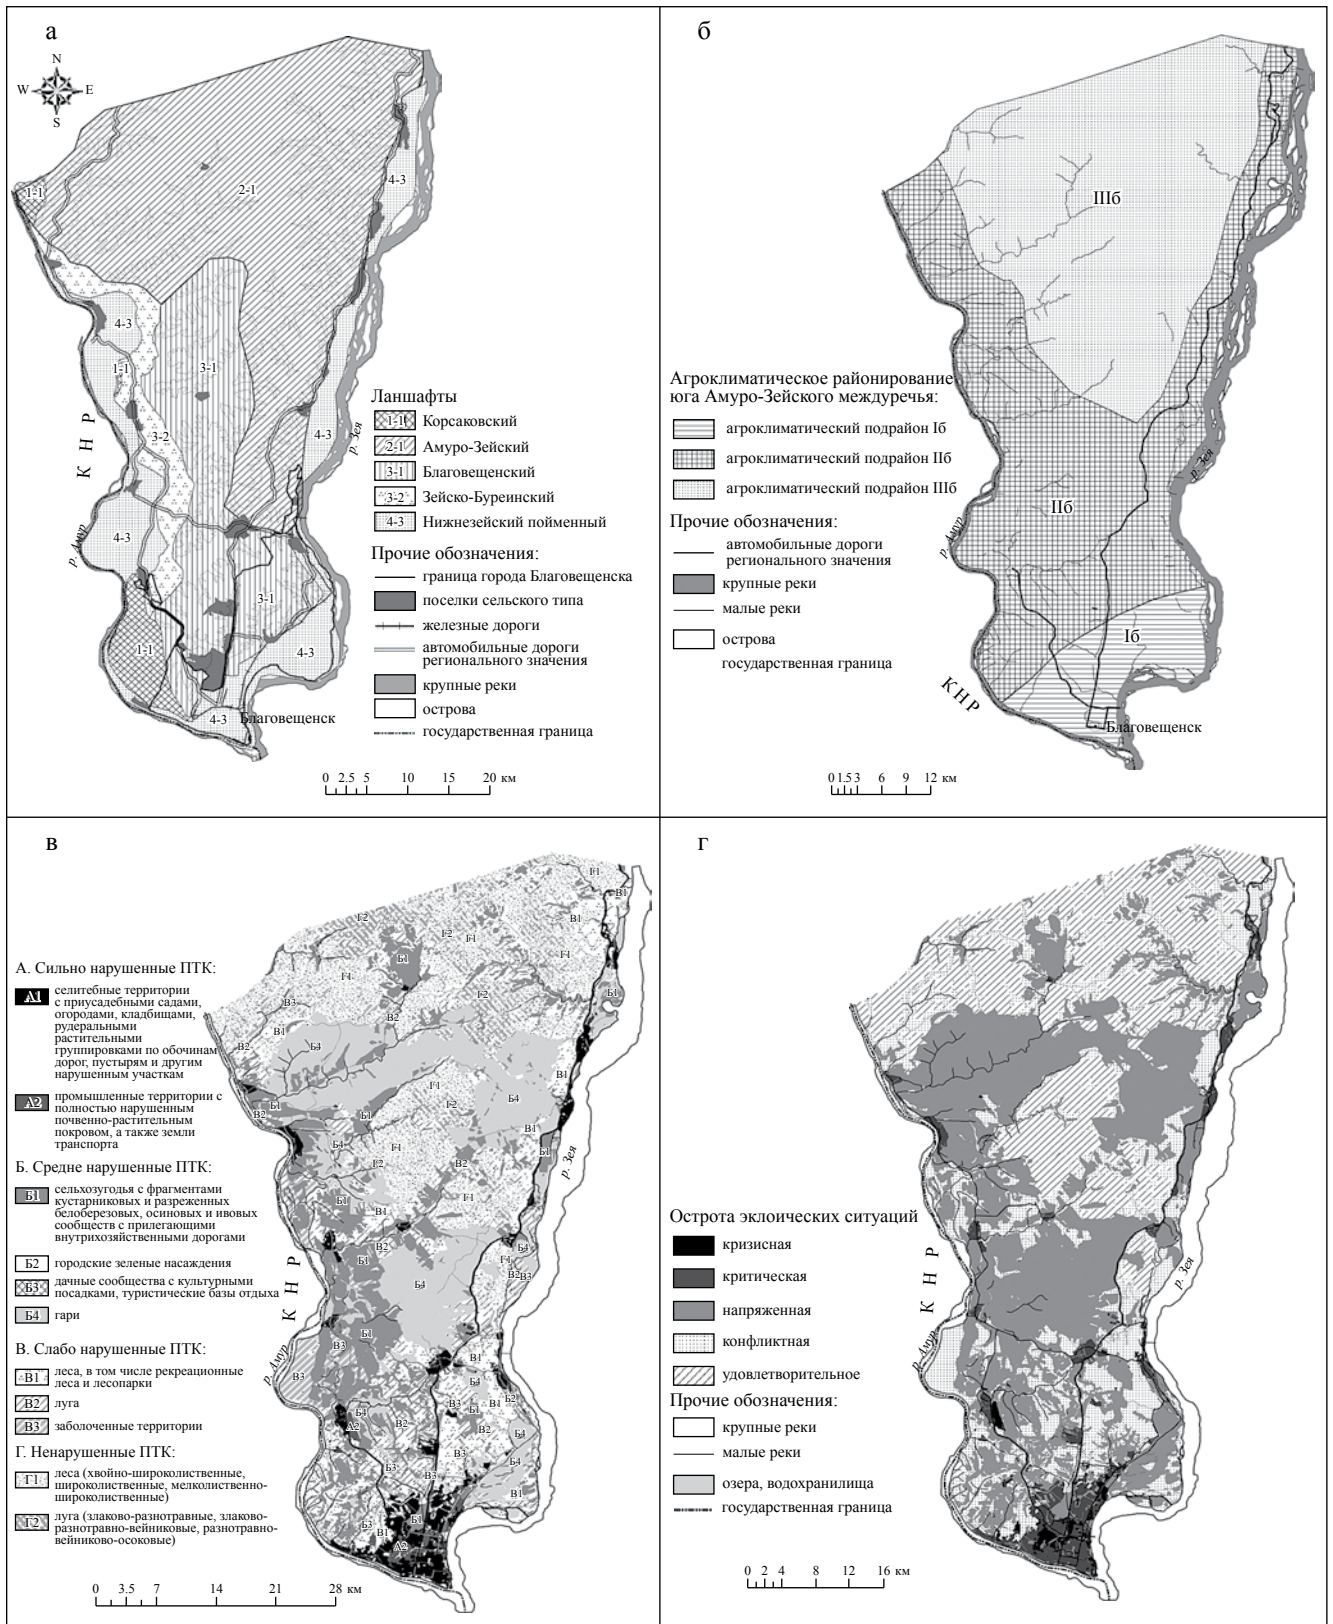 а
N
W
E
S
1-1
2-1
4-3
4-3
3-1
1-1
КНР
3-2
4-3
р. Зея
4-3
р. Амур
3-1
1-1
4-3
4-3
Благовещенск
Ланшафты
1-1 Корсаковский
2-1 Амуро-Зейский
3-1 Благовещенский
3-2 Зейско-Буреинский
4-3 Нижнезейский пойменный
Прочие обозначения:
граница города Благовещенска
поселки сельского типа
железные дороги
автомобильные дороги
регионального значения
крупные реки
острова
государственная граница
0 2.5 5 10 15 20 км
б
IIIб
IIб
Iб
р. Зея
р. Амур
КНР
Благовещенск
Агроклиматическое районирование
юга Амуро-Зейского междуречья:
агроклиматический подрайон Iб
агроклиматический подрайон IIб
агроклиматический подрайон IIIб
Прочие обозначения:
автомобильные дороги
регионального значения
крупные реки
малые реки
острова
государственная граница
0 1.5 3 6 9 12 км
в
А. Сильно нарушенные ПТК:
А1 селитебные территории
с приусадебными садами,
огородами, кладбищами,
рудеральными
растительными
группировками по обочинам
дорог, пустырям и другим
нарушенным участкам
А2 промышленные территории с
полностью нарушенным
почвенно-растительным
покровом, а также земли
транспорта
Б. Средне нарушенные ПТК:
Б1 сельхозугодья с фрагментами
кустарниковых и разреженных
белоберезовых, осиновых и ивовых
сообществ с прилегающими
внутрихозяйственными дорогами
Б2 городские зеленые насаждения
Б3 дачные сообщества с культурными
посадками, туристические базы отдыха
Б4 гари
В. Слабо нарушенные ПТК:
В1 леса, в том числе рекреационные
леса и лесопарки
В2 луга
В3 заболоченные территории
Г. Ненарушенные ПТК:
Г1 леса (хвойно-широколиственные,
широколиственные, мелколиственно-
широколиственные)
Г2 луга (злаково-разнотравные, злаково-
разнотравно-вейниковые, разнотравно-
вейниково-осоковые)
КНР
р. Амур
р. Зея
0 3.5 7 14 21 28 км
г
КНР
р. Амур
р. Зея
Острота эклоических ситуаций
кризисная
критическая
напряженная
конфликтная
удовлетворительное
Прочие обозначения:
крупные реки
малые реки
озера, водохранилища
государственная граница
0 2 4 8 12 16 км